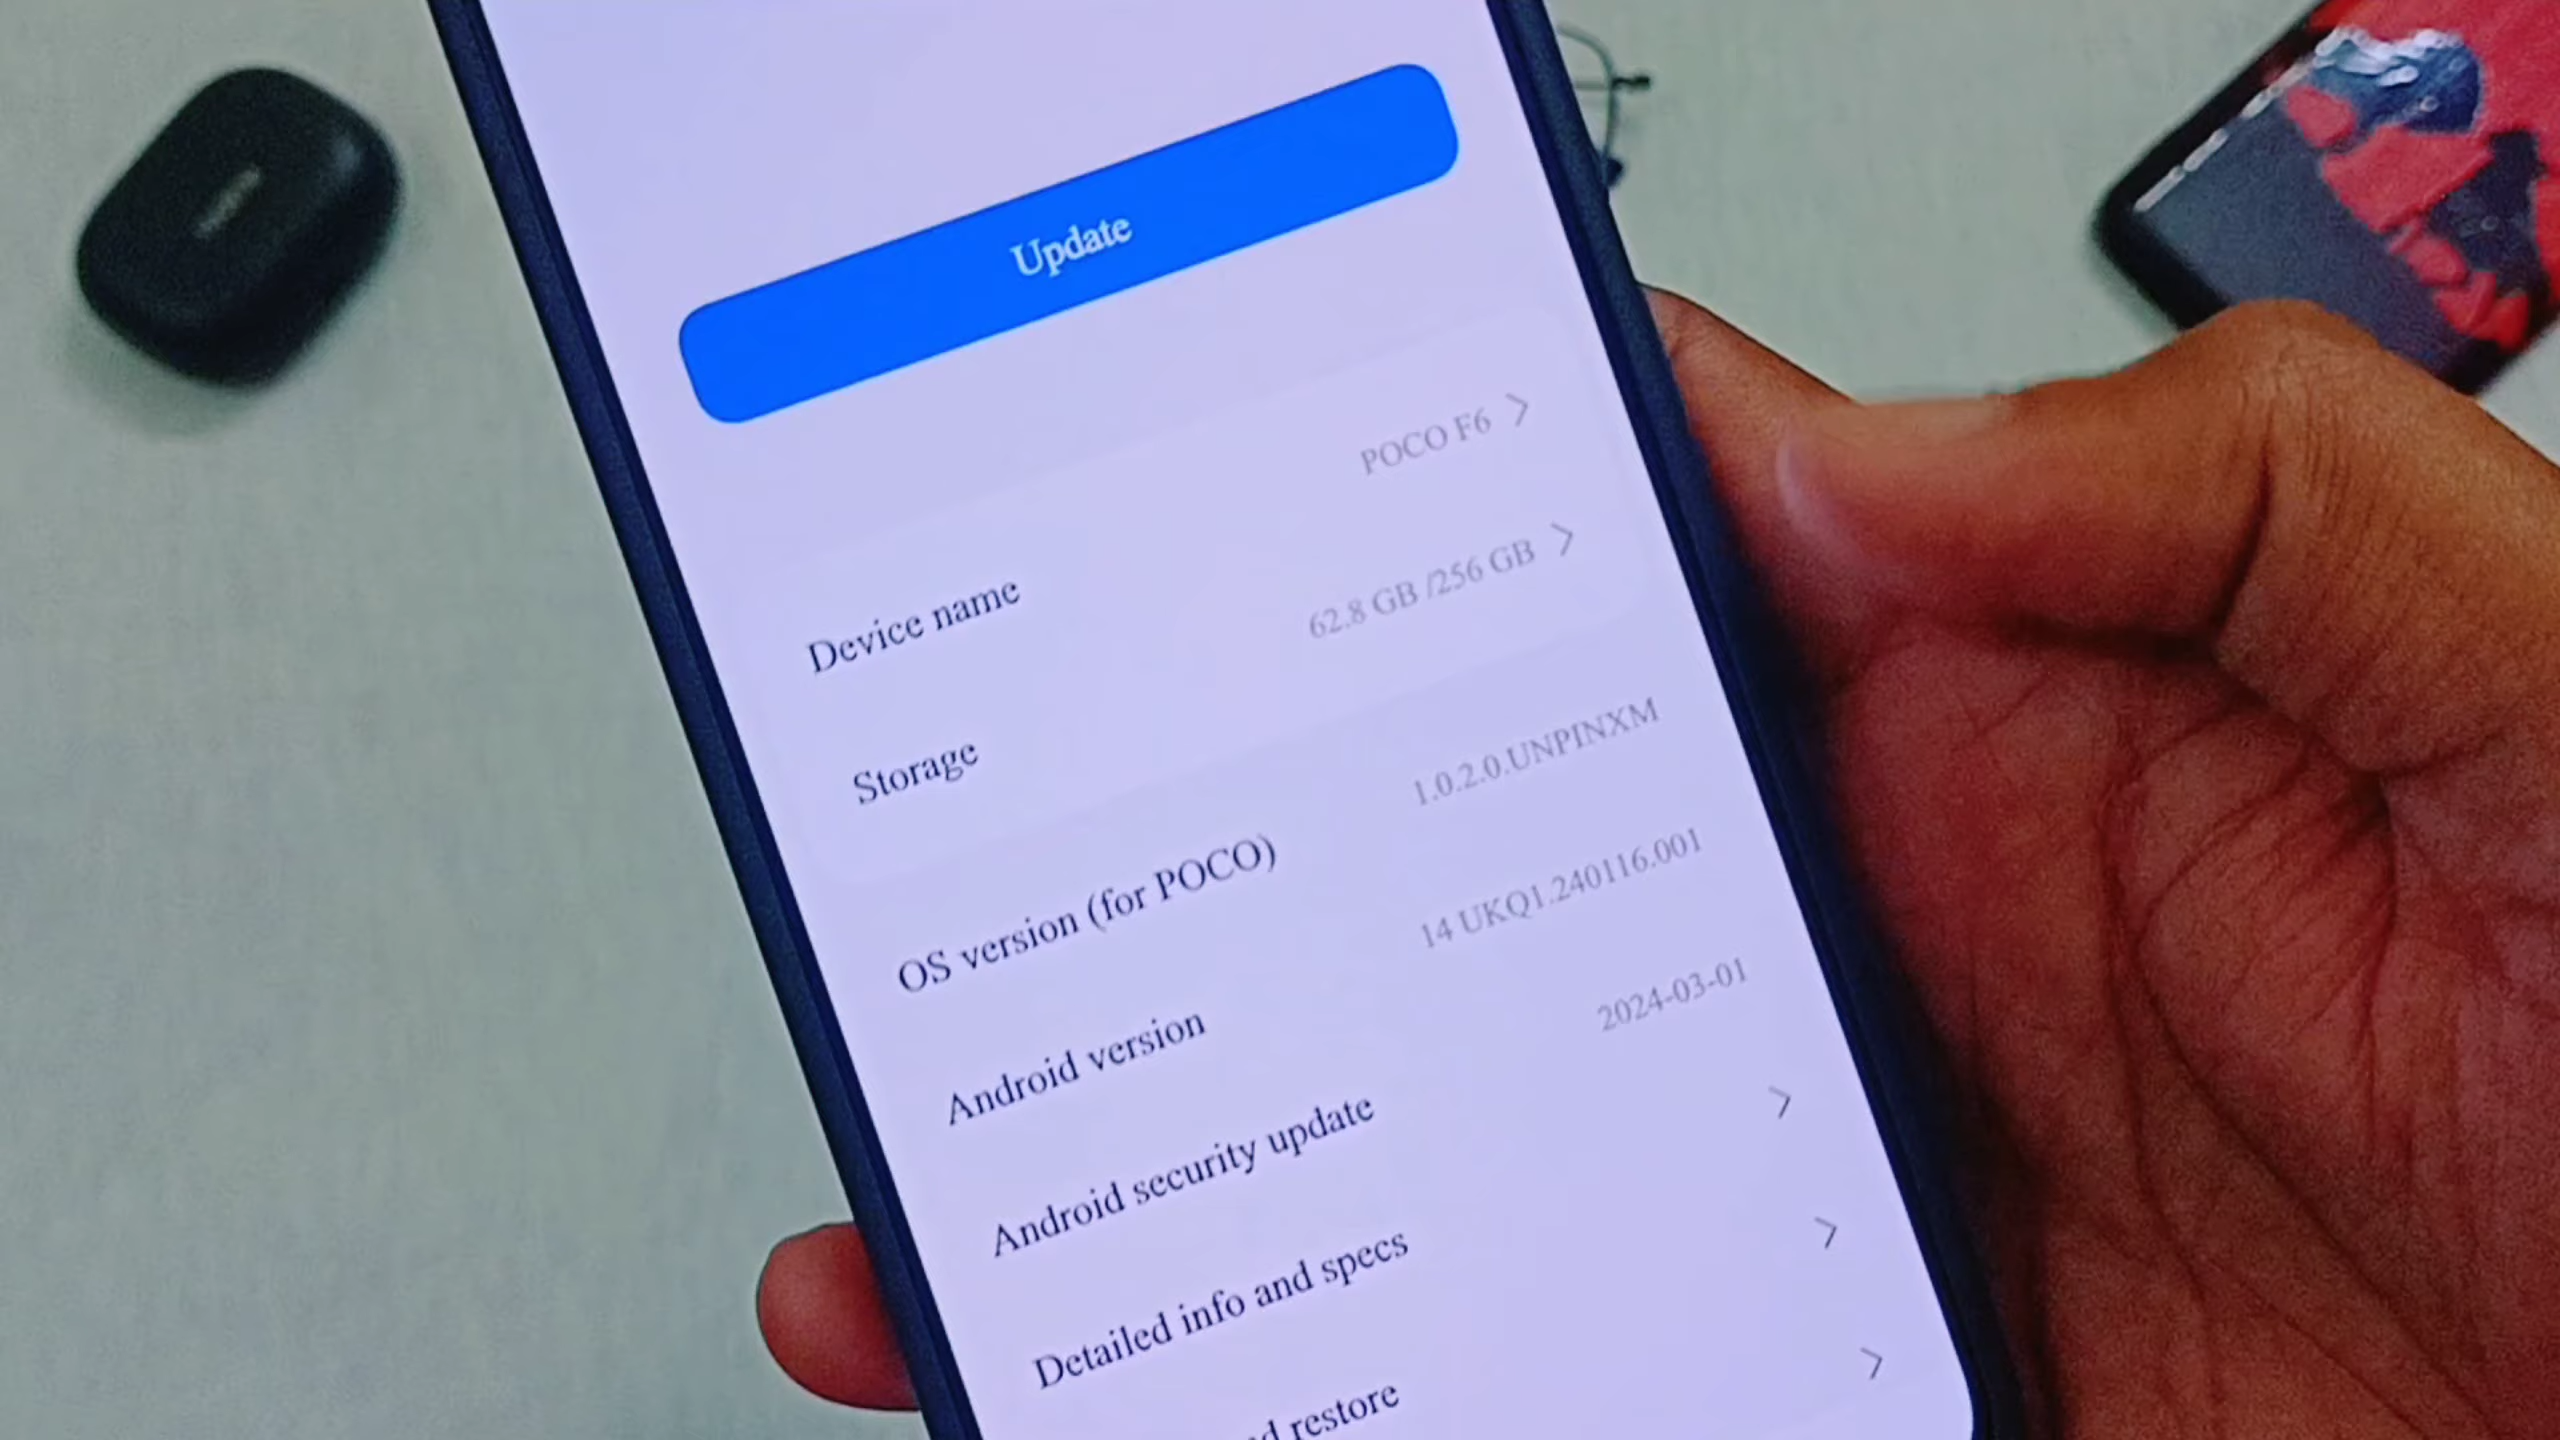 Update
Device name
POCO F6
Storage
62.8 GB /256 GB
OS version (for POCO)
1.0.2.0.UNPINXM
Android version
14 UKQ1.240116.001
Android security update
2024-03-01
Detailed info and specs
restore